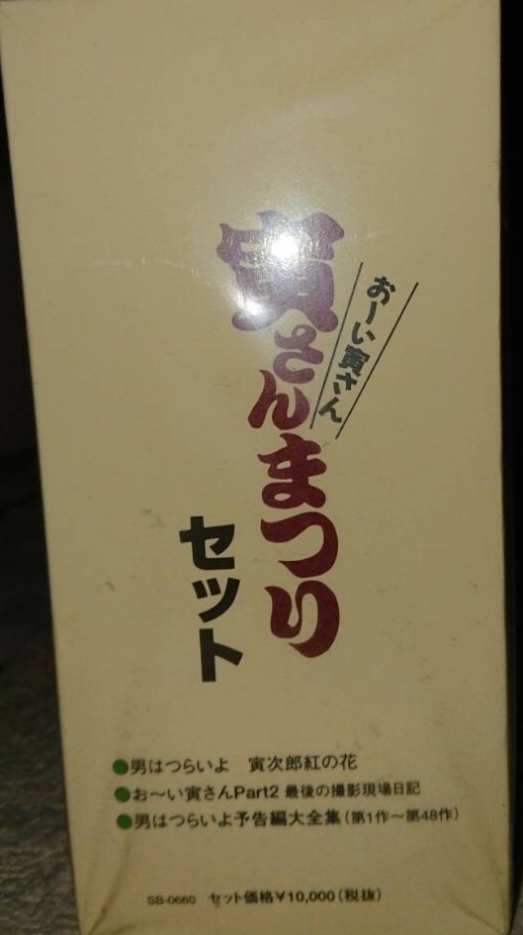 おーい寅さん
寅さんまつり
セット
●男はつらいよ 寅次郎紅の花
●お〜い寅さんPart2 最後の撮影現場日記
●男はつらいよ予告編大全集(第1作〜第48作)
SB-0660 セット価格¥10,000(税抜)